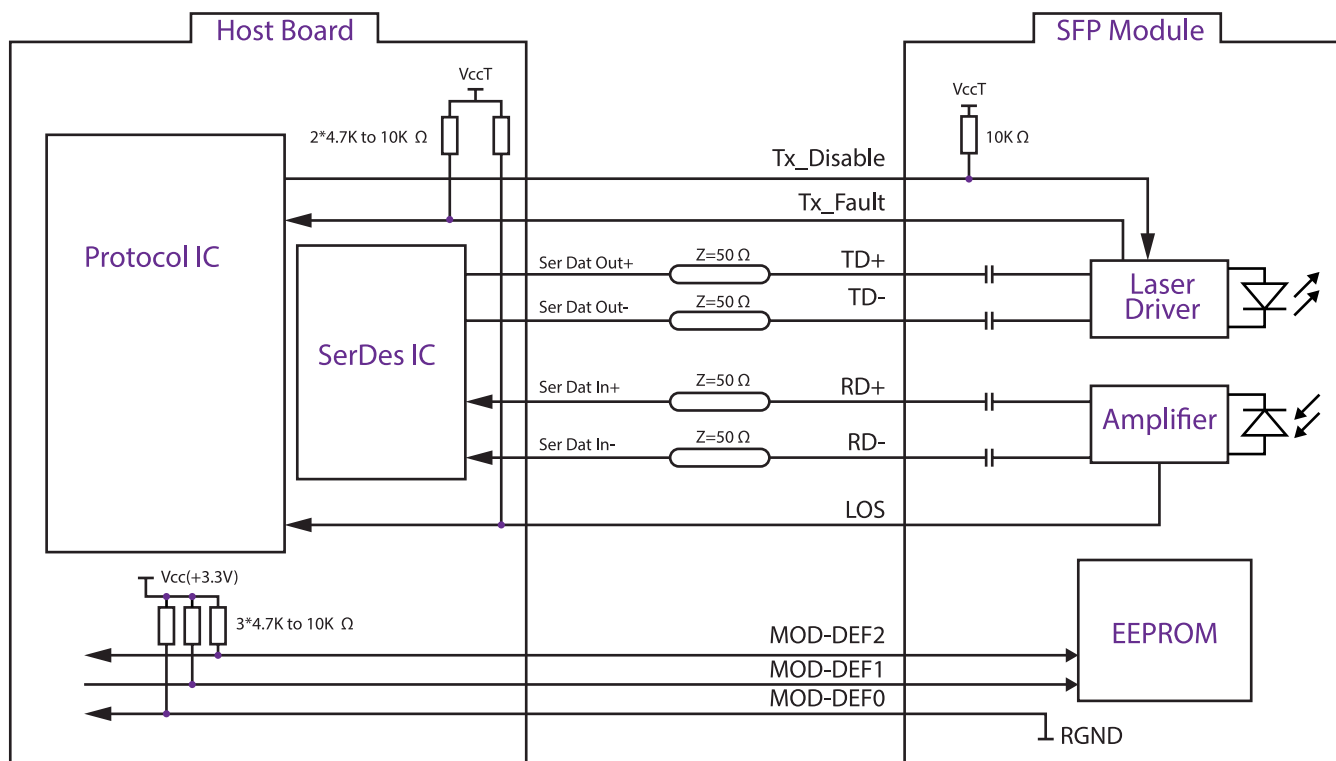 Host Board
SFP Module
VccT
VccT
2*4.7K to 10K Ω
10K Ω
Tx_Disable
Tx_Fault
Protocol IC
Ser Dat Out+
Z=50 Ω
TD+
Laser
Driver
Ser Dat Out-
Z=50 Ω
TD-
SerDes IC
Ser Dat In+
Z=50 Ω
RD+
Amplifier
Ser Dat In-
Z=50 Ω
RD-
LOS
Vcc(+3.3V)
3*4.7K to 10K Ω
MOD-DEF2
EEPROM
MOD-DEF1
MOD-DEF0
RGND